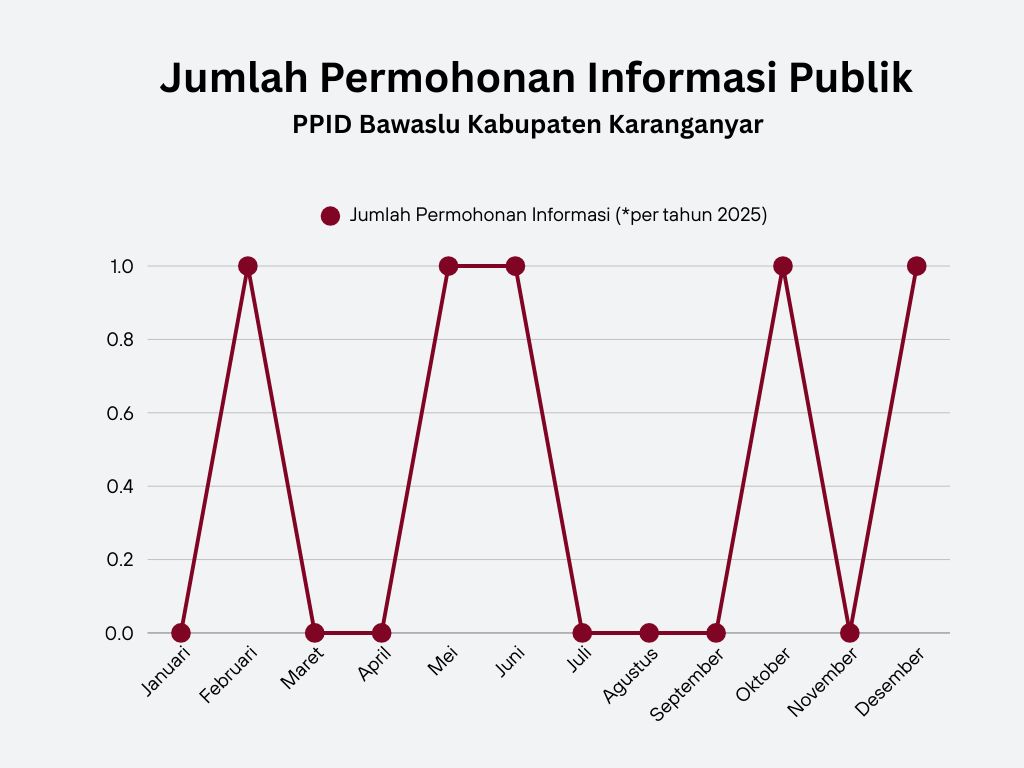 Jumlah Permohonan Informasi Publik
PPID Bawaslu Kabupaten Karanganyar
Jumlah Permohonan Informasi (*per tahun 2025)
1.0
0.8
0.6
0.4
0.2
0.0
Januari
Februari
Maret
April
Mei
Juni
Juli
Agustus
September
Oktober
November
Desember